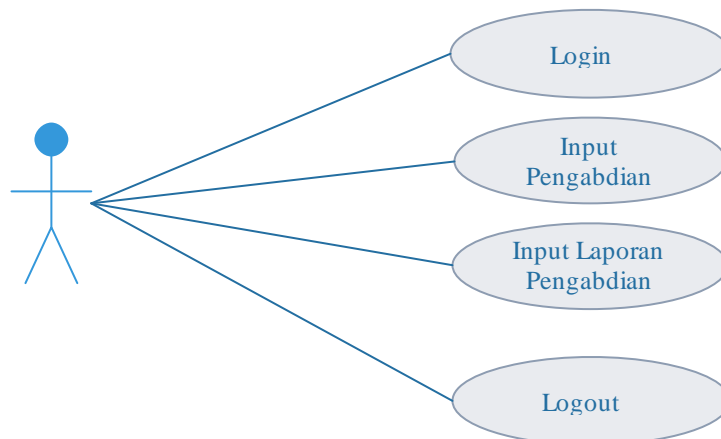 Login
Input
Pengabdian
Input Laporan
Pengabdian
Logout